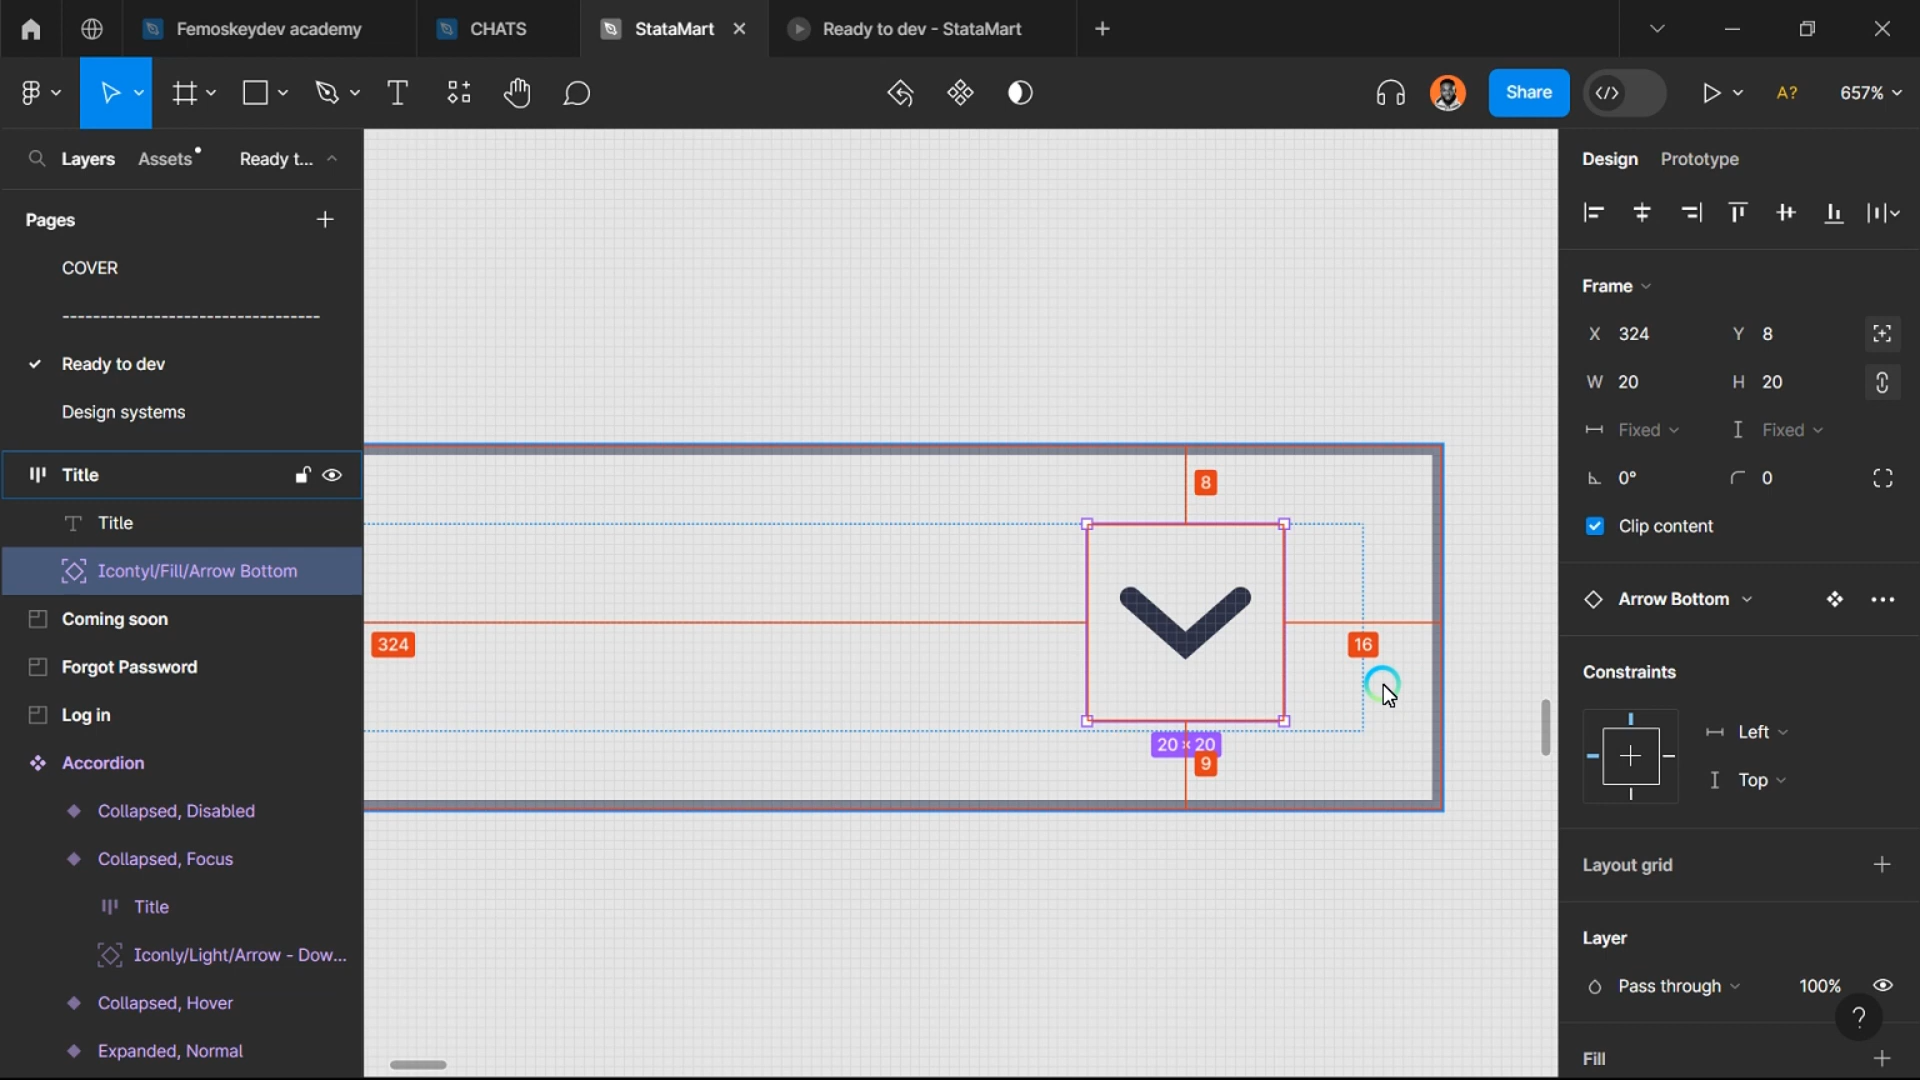 Femoskeydev academy
CHATS
StataMart
Ready to dev - StataMart
Share
A?
657%
Layers
Assets
Ready t...
Pages
COVER
----------------------------------
Ready to dev
Design systems
Title
Title
Icontyl/Fill/Arrow Bottom
Coming soon
Forgot Password
Log in
Accordion
Collapsed, Disabled
Collapsed, Focus
Title
Iconly/Light/Arrow - Dow...
Collapsed, Hover
Expanded, Normal
8
324
16
20 × 20
9
Design
Prototype
Frame
X 324
Y 8
W 20
H 20
Fixed
Fixed
0°
0
Clip content
Arrow Bottom
Constraints
Left
Top
Layout grid
Layer
Pass through
100%
?
Fill